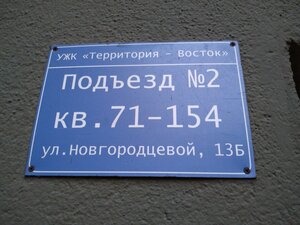 УЖК «Территория - Восток»
Подъезд №2
кв.71-154
ул.Новгородцевой, 13Б